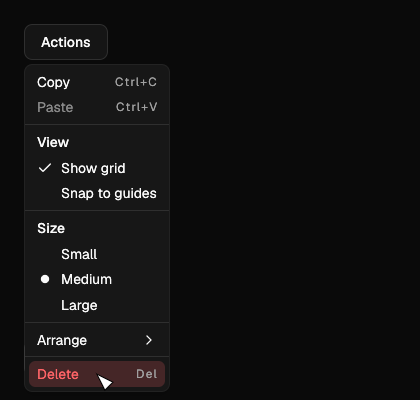 Actions
Copy Ctrl+C
Paste Ctrl+V
View
Show grid
Snap to guides
Size
Small
Medium
Large
Arrange
Delete Del